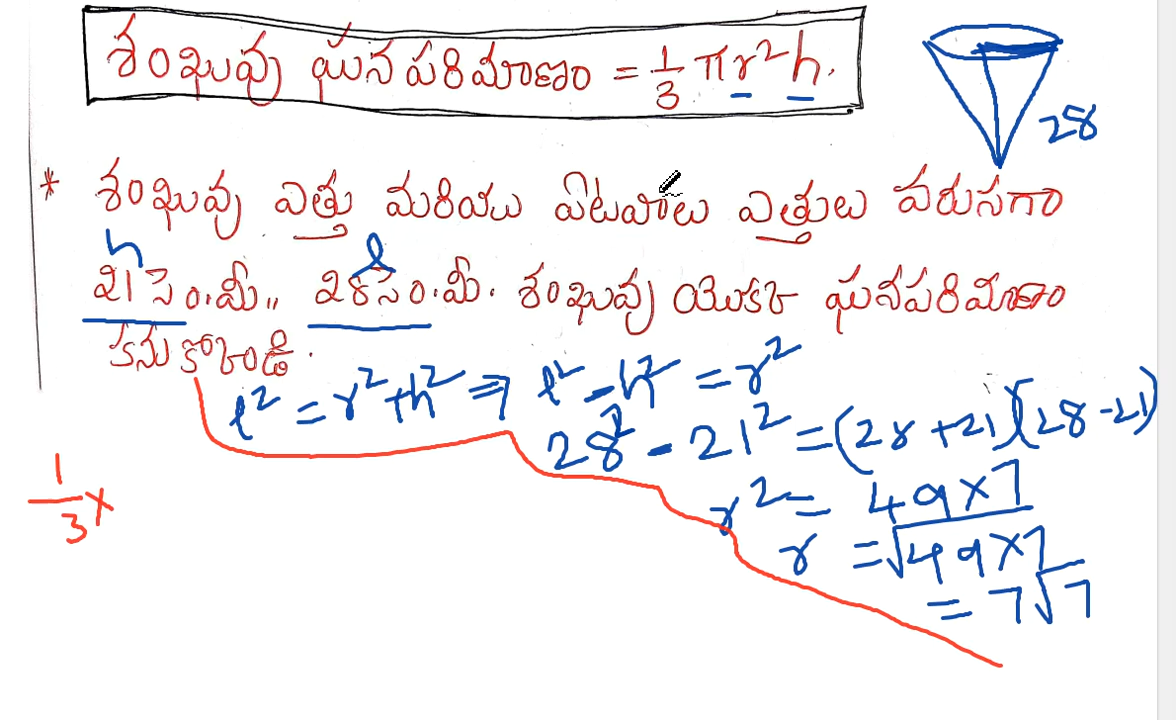 శంఖువు ఘనపరిమాణం = 1/3 πr²h.
28
* శంఖువు ఎత్తు మరియు ఏటవాలు ఎత్తులు వరుసగా
h l
21 సెం.మీ., 28 సెం.మీ. శంఖువు యొక్క ఘనపరిమాణం
కనుకోండి.
l² = r² + h² ⇒ l² - h² = r²
28² - 21² = (28 + 21)(28 - 21)
r² = 49 × 7
1/3 ×
r = √49 × 7
= 7√7